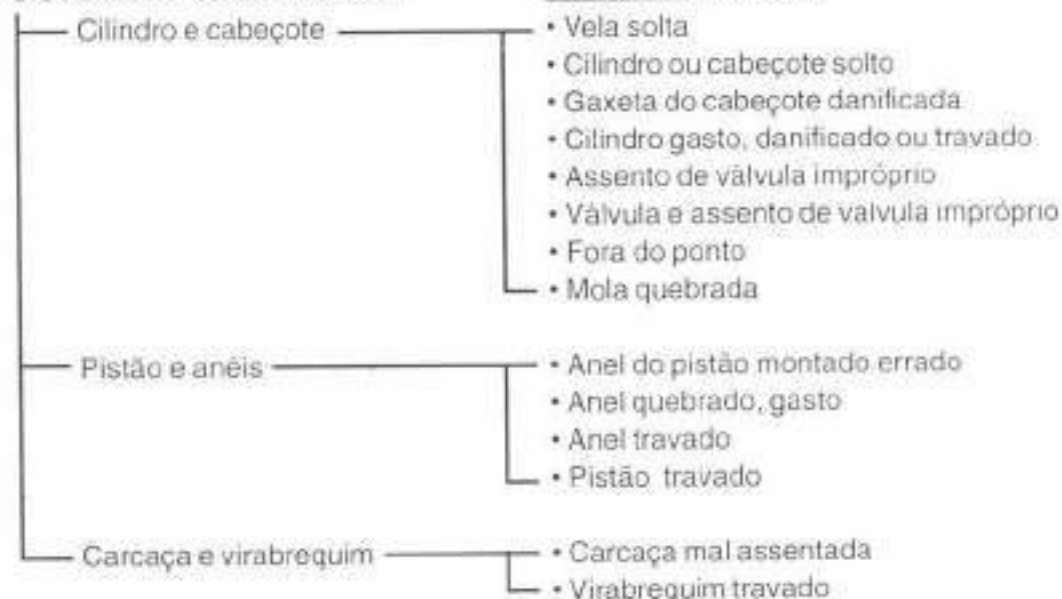 Cilindro e cabeçote
• Vela solta
• Cilindro ou cabeçote solto
• Gaxeta do cabeçote danificada
• Cilindro gasto, danificado ou travado
• Assento de válvula impróprio
• Válvula e assento de valvula impróprio
• Fora do ponto
• Mola quebrada
Pistão e anéis
• Anel do pistão montado errado
• Anel quebrado, gasto
• Anel travado
• Pistão travado
Carcaça e virabrequim
• Carcaça mal assentada
• Virabrequim travado